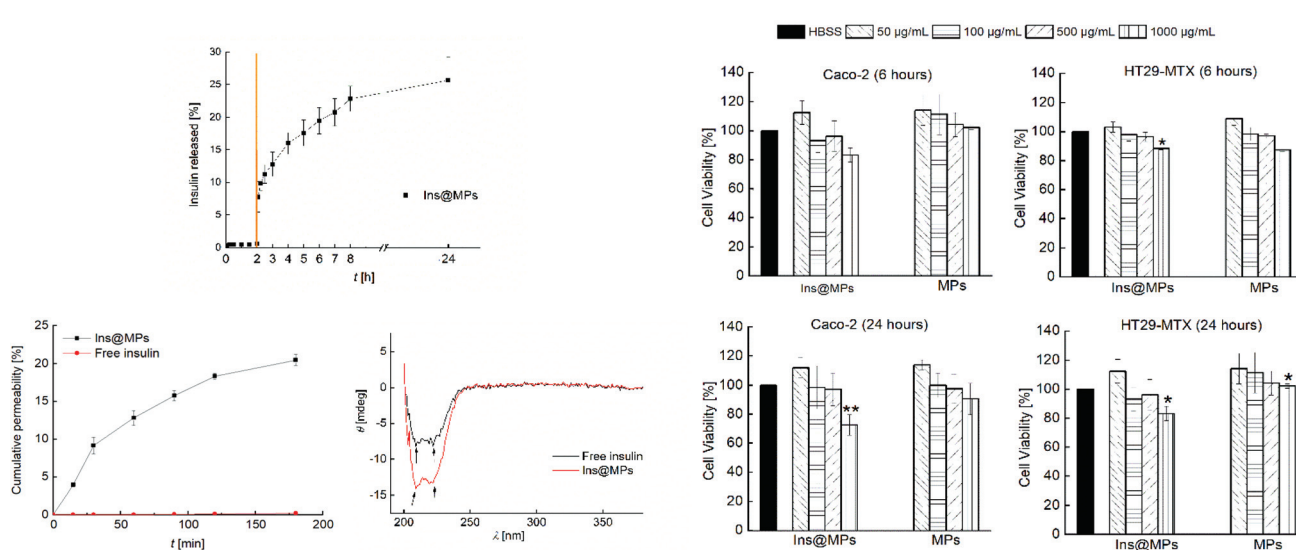 Insulin released [%]
30
25
20
15
10
5
0
Ins@MPs
0 2 3 4 5 6 7 8 24
t [h]
Cumulative permeability [%]
25
20
15
10
5
0
Ins@MPs
Free insulin
0 50 100 150 200
t [min]
θ [mdeg]
0
-5
-10
-15
Free insulin
Ins@MPs
200 250 300 350
λ [nm]
HBSS 50 µg/mL 100 µg/mL 500 µg/mL 1000 µg/mL
Caco-2 (6 hours)
Cell Viability [%]
140
120
100
80
60
40
120
0
Ins@MPs MPs
HT29-MTX (6 hours)
Cell Viability [%]
140
120
100
80
60
40
120
0
*
Ins@MPs MPs
Caco-2 (24 hours)
Cell Viability [%]
140
120
100
80
60
40
120
0
**
Ins@MPs MPs
HT29-MTX (24 hours)
Cell Viability [%]
140
120
100
80
60
40
120
0
*
*
Ins@MPs MPs